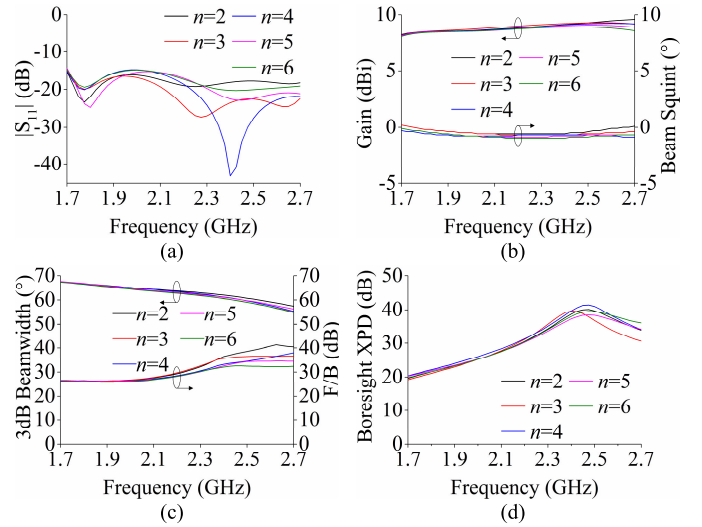 0
-10
-20
-30
-40
|S11| (dB)
n=2
n=4
n=3
n=5
n=6
1.7
1.9
2.1
2.3
2.5
2.7
Frequency (GHz)
(a)
10
5
0
-5
Gain (dBi)
n=2
n=5
n=3
n=6
n=4
10
5
0
-5
Beam Squint (°)
1.7
1.9
2.1
2.3
2.5
2.7
Frequency (GHz)
(b)
70
60
50
40
30
20
10
0
3dB Beamwidth (°)
n=2
n=5
n=3
n=6
n=4
70
60
50
40
30
20
10
0
F/B (dB)
1.7
1.9
2.1
2.3
2.5
2.7
Frequency (GHz)
(c)
50
40
30
20
10
0
Boresight XPD (dB)
n=2
n=5
n=3
n=6
n=4
1.7
1.9
2.1
2.3
2.5
2.7
Frequency (GHz)
(d)